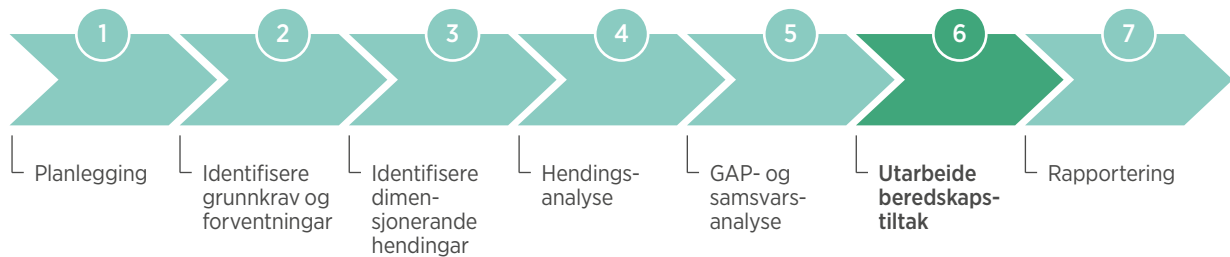 1
2
3
4
5
6
7
Planlegging
Identifisere
grunnkrav og
forventningar
Identifisere
dimen-
sjonerande
hendingar
Hendings-
analyse
GAP- og
samsvars-
analyse
Utarbeide
beredskaps-
tiltak
Rapportering